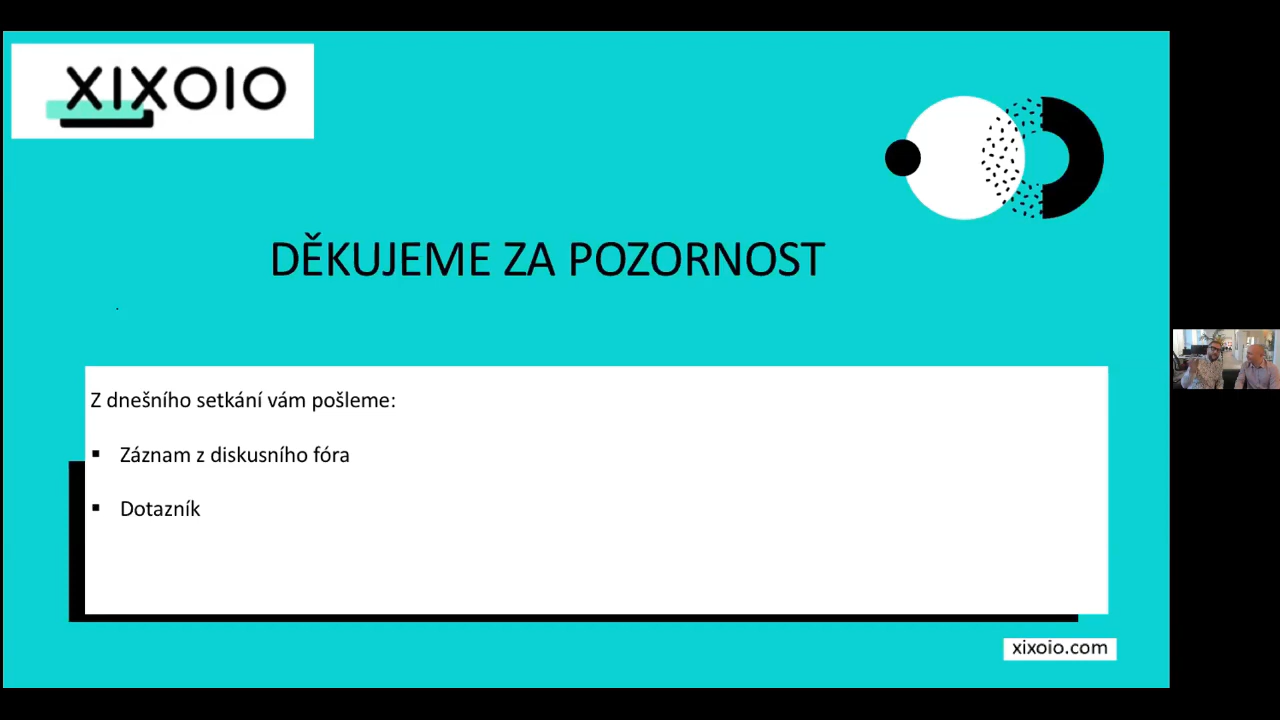 XIXOIO
DĚKUJEME ZA POZORNOST
Z dnešního setkání vám pošleme:
▪ Záznam z diskusního fóra
▪ Dotazník
xixoio.com